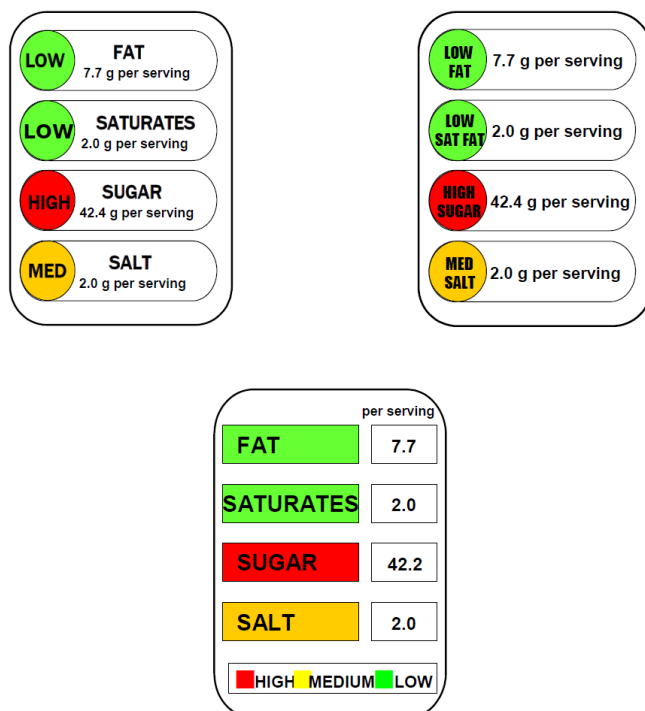 LOW
FAT
7.7 g per serving
LOW
SATURATES
2.0 g per serving
HIGH
SUGAR
42.4 g per serving
MED
SALT
2.0 g per serving
LOW
FAT
7.7 g per serving
LOW
SAT FAT
2.0 g per serving
HIGH
SUGAR
42.4 g per serving
MED
SALT
2.0 g per serving
per serving
FAT 7.7
SATURATES 2.0
SUGAR 42.2
SALT 2.0
HIGH MEDIUM LOW